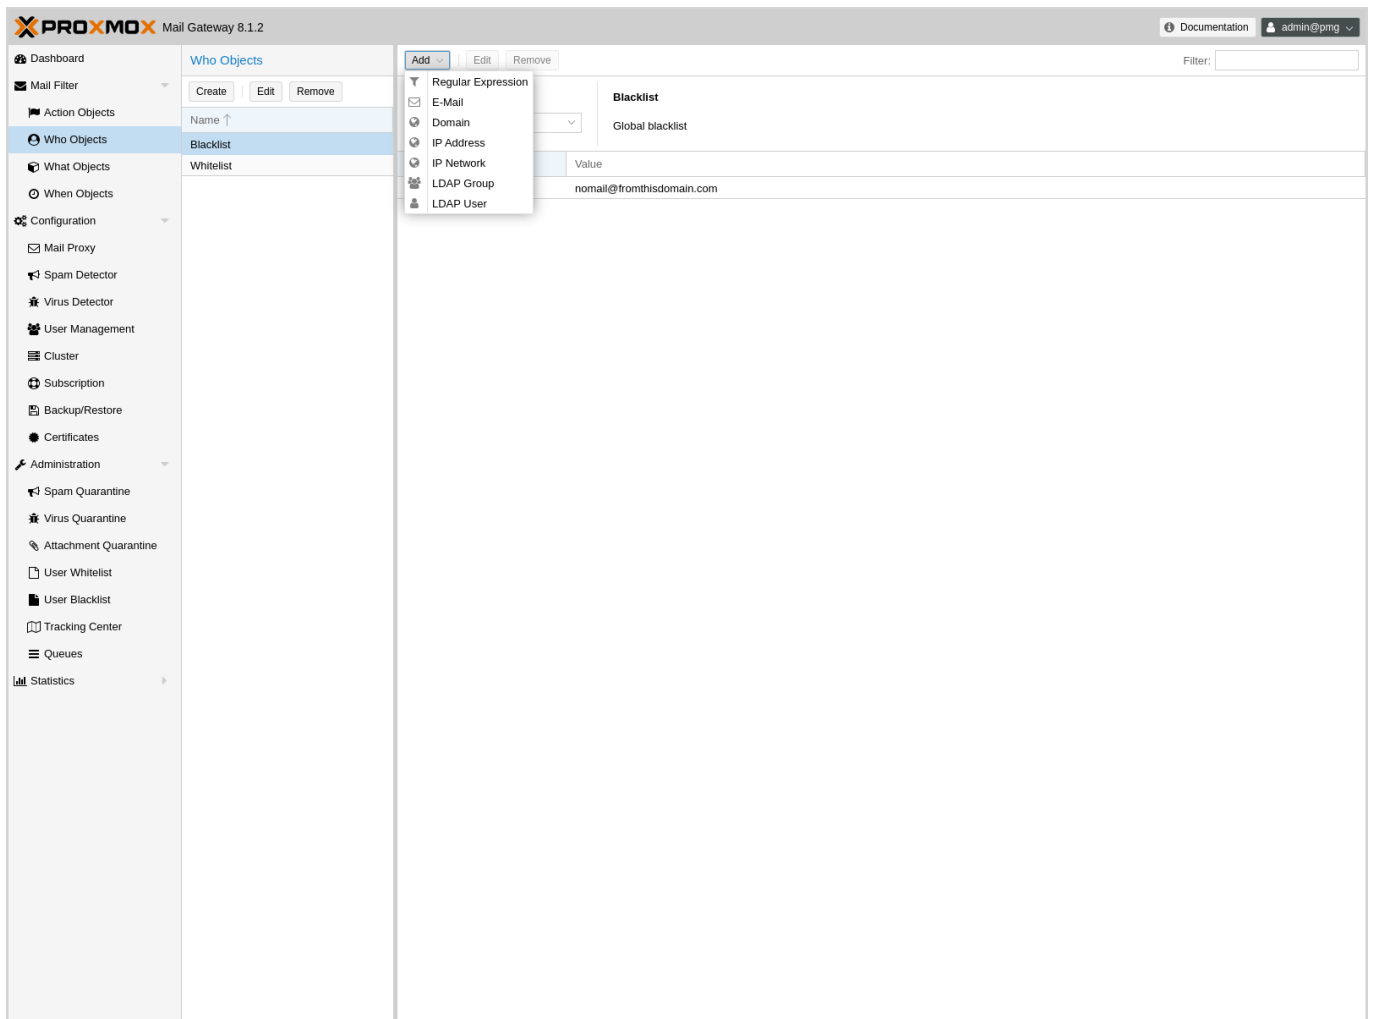 PROXMOX Mail Gateway 8.1.2
Documentation
admin@pmg
Dashboard
Mail Filter
Action Objects
Who Objects
What Objects
When Objects
Configuration
Mail Proxy
Spam Detector
Virus Detector
User Management
Cluster
Subscription
Backup/Restore
Certificates
Administration
Spam Quarantine
Virus Quarantine
Attachment Quarantine
User Whitelist
User Blacklist
Tracking Center
Queues
Statistics
Who Objects
Create Edit Remove
Name
Blacklist
Whitelist
Add Edit Remove
Filter:
Regular Expression
E-Mail
Domain
IP Address
IP Network
LDAP Group
LDAP User
Blacklist
Global blacklist
Value
nomail@fromthisdomain.com